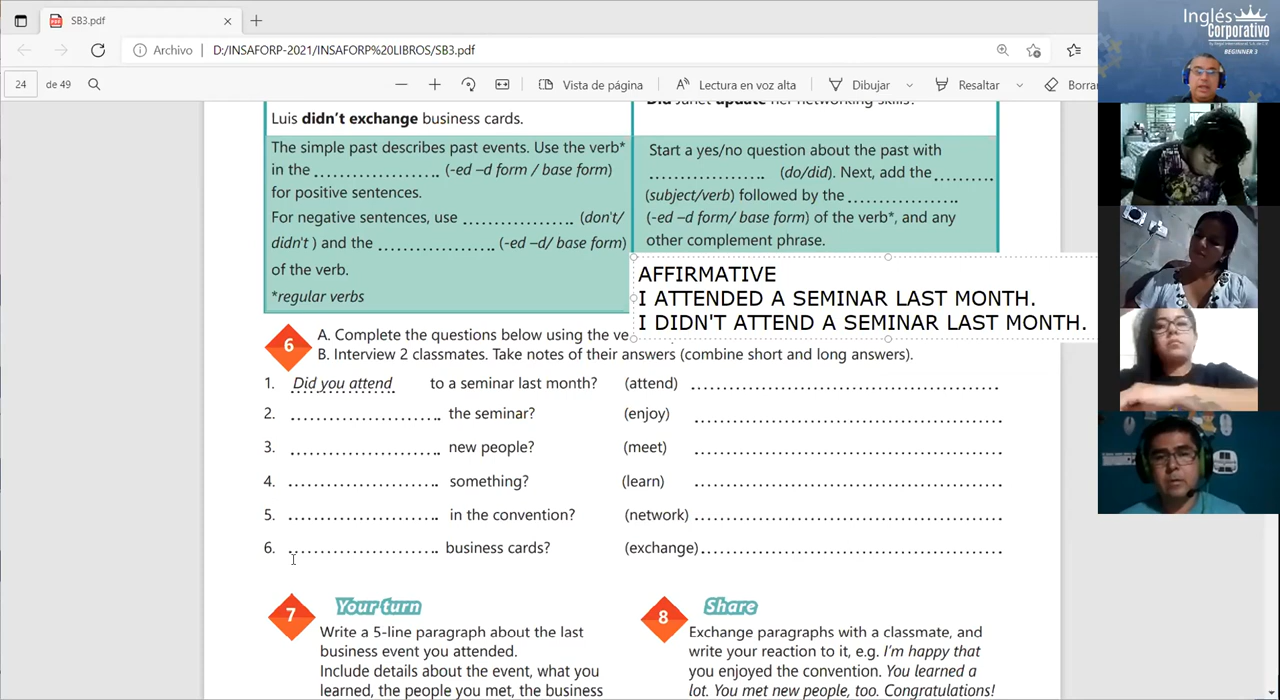 SB3.pdf
Archivo | D:/INSAFORP-2021/INSAFORP%20LIBROS/SB3.pdf
24 de 49
Vista de página
Lectura en voz alta
Dibujar
Resaltar
Borrar
Inglés
Corporativo
BEGINNER 3
Luis didn't exchange business cards.
Did Janet update her networking skills?
The simple past describes past events. Use the verb*
in the .................... (-ed –d form / base form)
for positive sentences.
For negative sentences, use .................... (don't/
didn't ) and the .................... (-ed –d/ base form)
of the verb.
*regular verbs
Start a yes/no question about the past with
.................... (do/did). Next, add the ..........
(subject/verb) followed by the ....................
(-ed –d form/ base form) of the verb*, and any
other complement phrase.
AFFIRMATIVE
I ATTENDED A SEMINAR LAST MONTH.
I DIDN'T ATTEND A SEMINAR LAST MONTH.
6
A. Complete the questions below using the ve
B. Interview 2 classmates. Take notes of their answers (combine short and long answers).
1. Did you attend to a seminar last month? (attend) ....................
2. .................... the seminar? (enjoy) ....................
3. .................... new people? (meet) ....................
4. .................... something? (learn) ....................
5. .................... in the convention? (network) ....................
6. .................... business cards? (exchange) ....................
7 Your turn
Write a 5-line paragraph about the last
business event you attended.
Include details about the event, what you
learned, the people you met, the business
8 Share
Exchange paragraphs with a classmate, and
write your reaction to it, e.g. I'm happy that
you enjoyed the convention. You learned a
lot. You met new people, too. Congratulations!